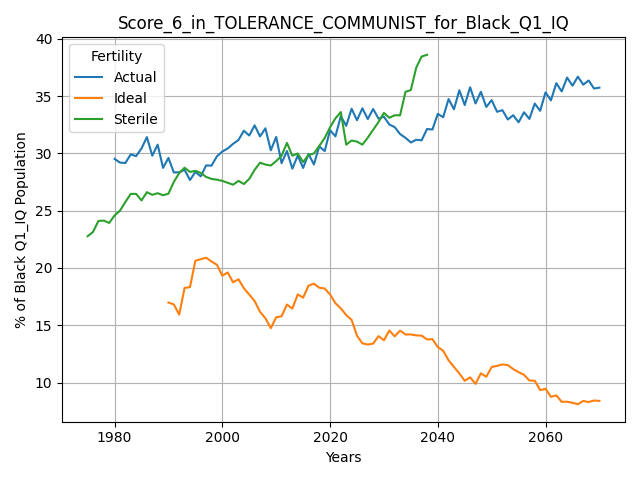 Score_6_in_TOLERANCE_COMMUNIST_for_Black_Q1_IQ
Fertility
Actual
Ideal
Sterile
% of Black Q1_IQ Population
40
35
30
25
20
15
10
1980
2000
2020
2040
2060
Years